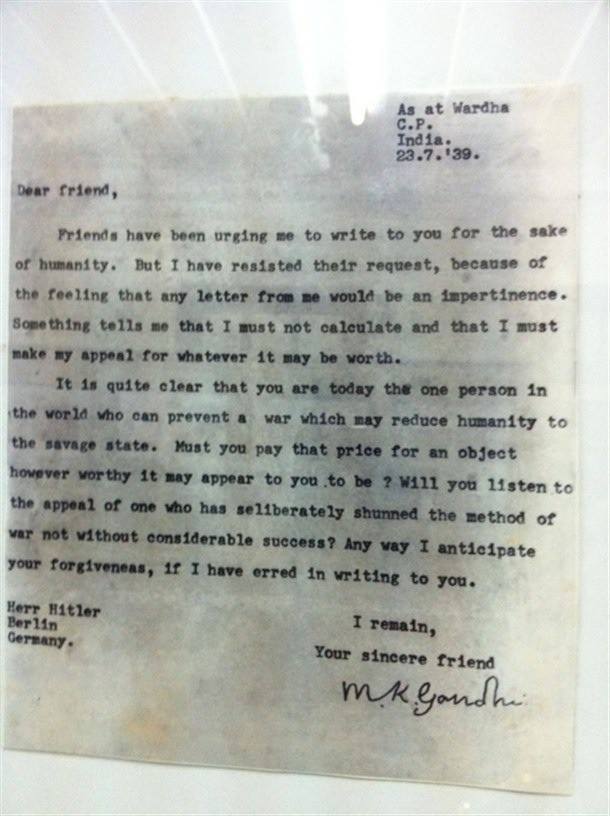 As at Wardha
C.P.
India.
23.7.'39.
Dear friend,
Friends have been urging me to write to you for the sake
of humanity. But I have resisted their request, because of
the feeling that any letter from me would be an impertinence.
Something tells me that I must not calculate and that I must
make my appeal for whatever it may be worth.
It is quite clear that you are today the one person in
the world who can prevent a war which may reduce humanity to
the savage state. Must you pay that price for an object
however worthy it may appear to you to be ? Will you listen to
the appeal of one who has seliberately shunned the method of
war not without considerable success? Any way I anticipate
your forgiveness, if I have erred in writing to you.
Herr Hitler
Berlin
Germany.
I remain,
Your sincere friend
M.K.Gandhi